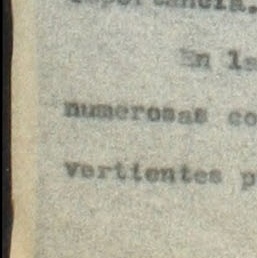 importancia.
En la
numerosas co
vertientes p